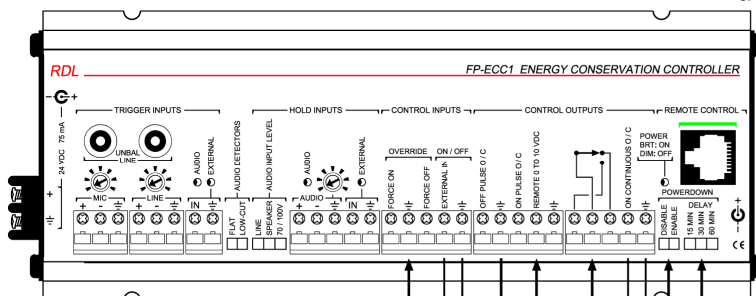 RDL
FP-ECC1 ENERGY CONSERVATION CONTROLLER
- +
24 VDC 75 mA
+
TRIGGER INPUTS
UNBAL
LINE
MIC
LINE
+ - + -
AUDIO
EXTERNAL
IN
AUDIO DETECTORS
FLAT
LOW-CUT
HOLD INPUTS
AUDIO INPUT LEVEL
LINE
SPEAKER
70 / 100V
AUDIO
AUDIO
+ -
EXTERNAL
IN
CONTROL INPUTS
OVERRIDE
ON / OFF
FORCE ON
FORCE OFF
EXTERNAL IN
CONTROL OUTPUTS
OFF PULSE O / C
ON PULSE O / C
REMOTE 0 TO 10 VDC
ON CONTINUOUS O / C
REMOTE CONTROL
POWER
BRT: ON
DIM: OFF
POWERDOWN
DISABLE
ENABLE
DELAY
15 MIN
30 MIN
60 MIN
- +
CE